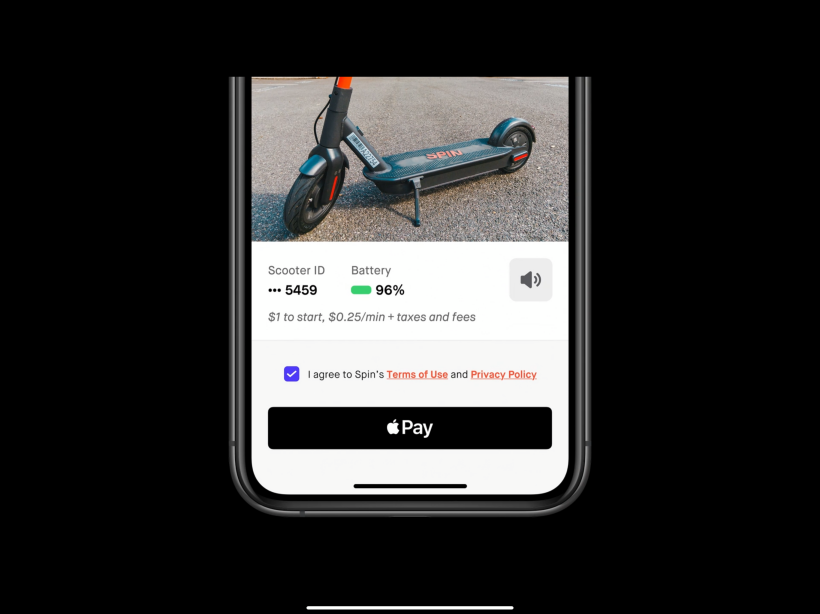 SPIN
Scooter ID
Battery
••• 5459
96%
$1 to start, $0.25/min + taxes and fees
I agree to Spin's Terms of Use and Privacy Policy
Pay